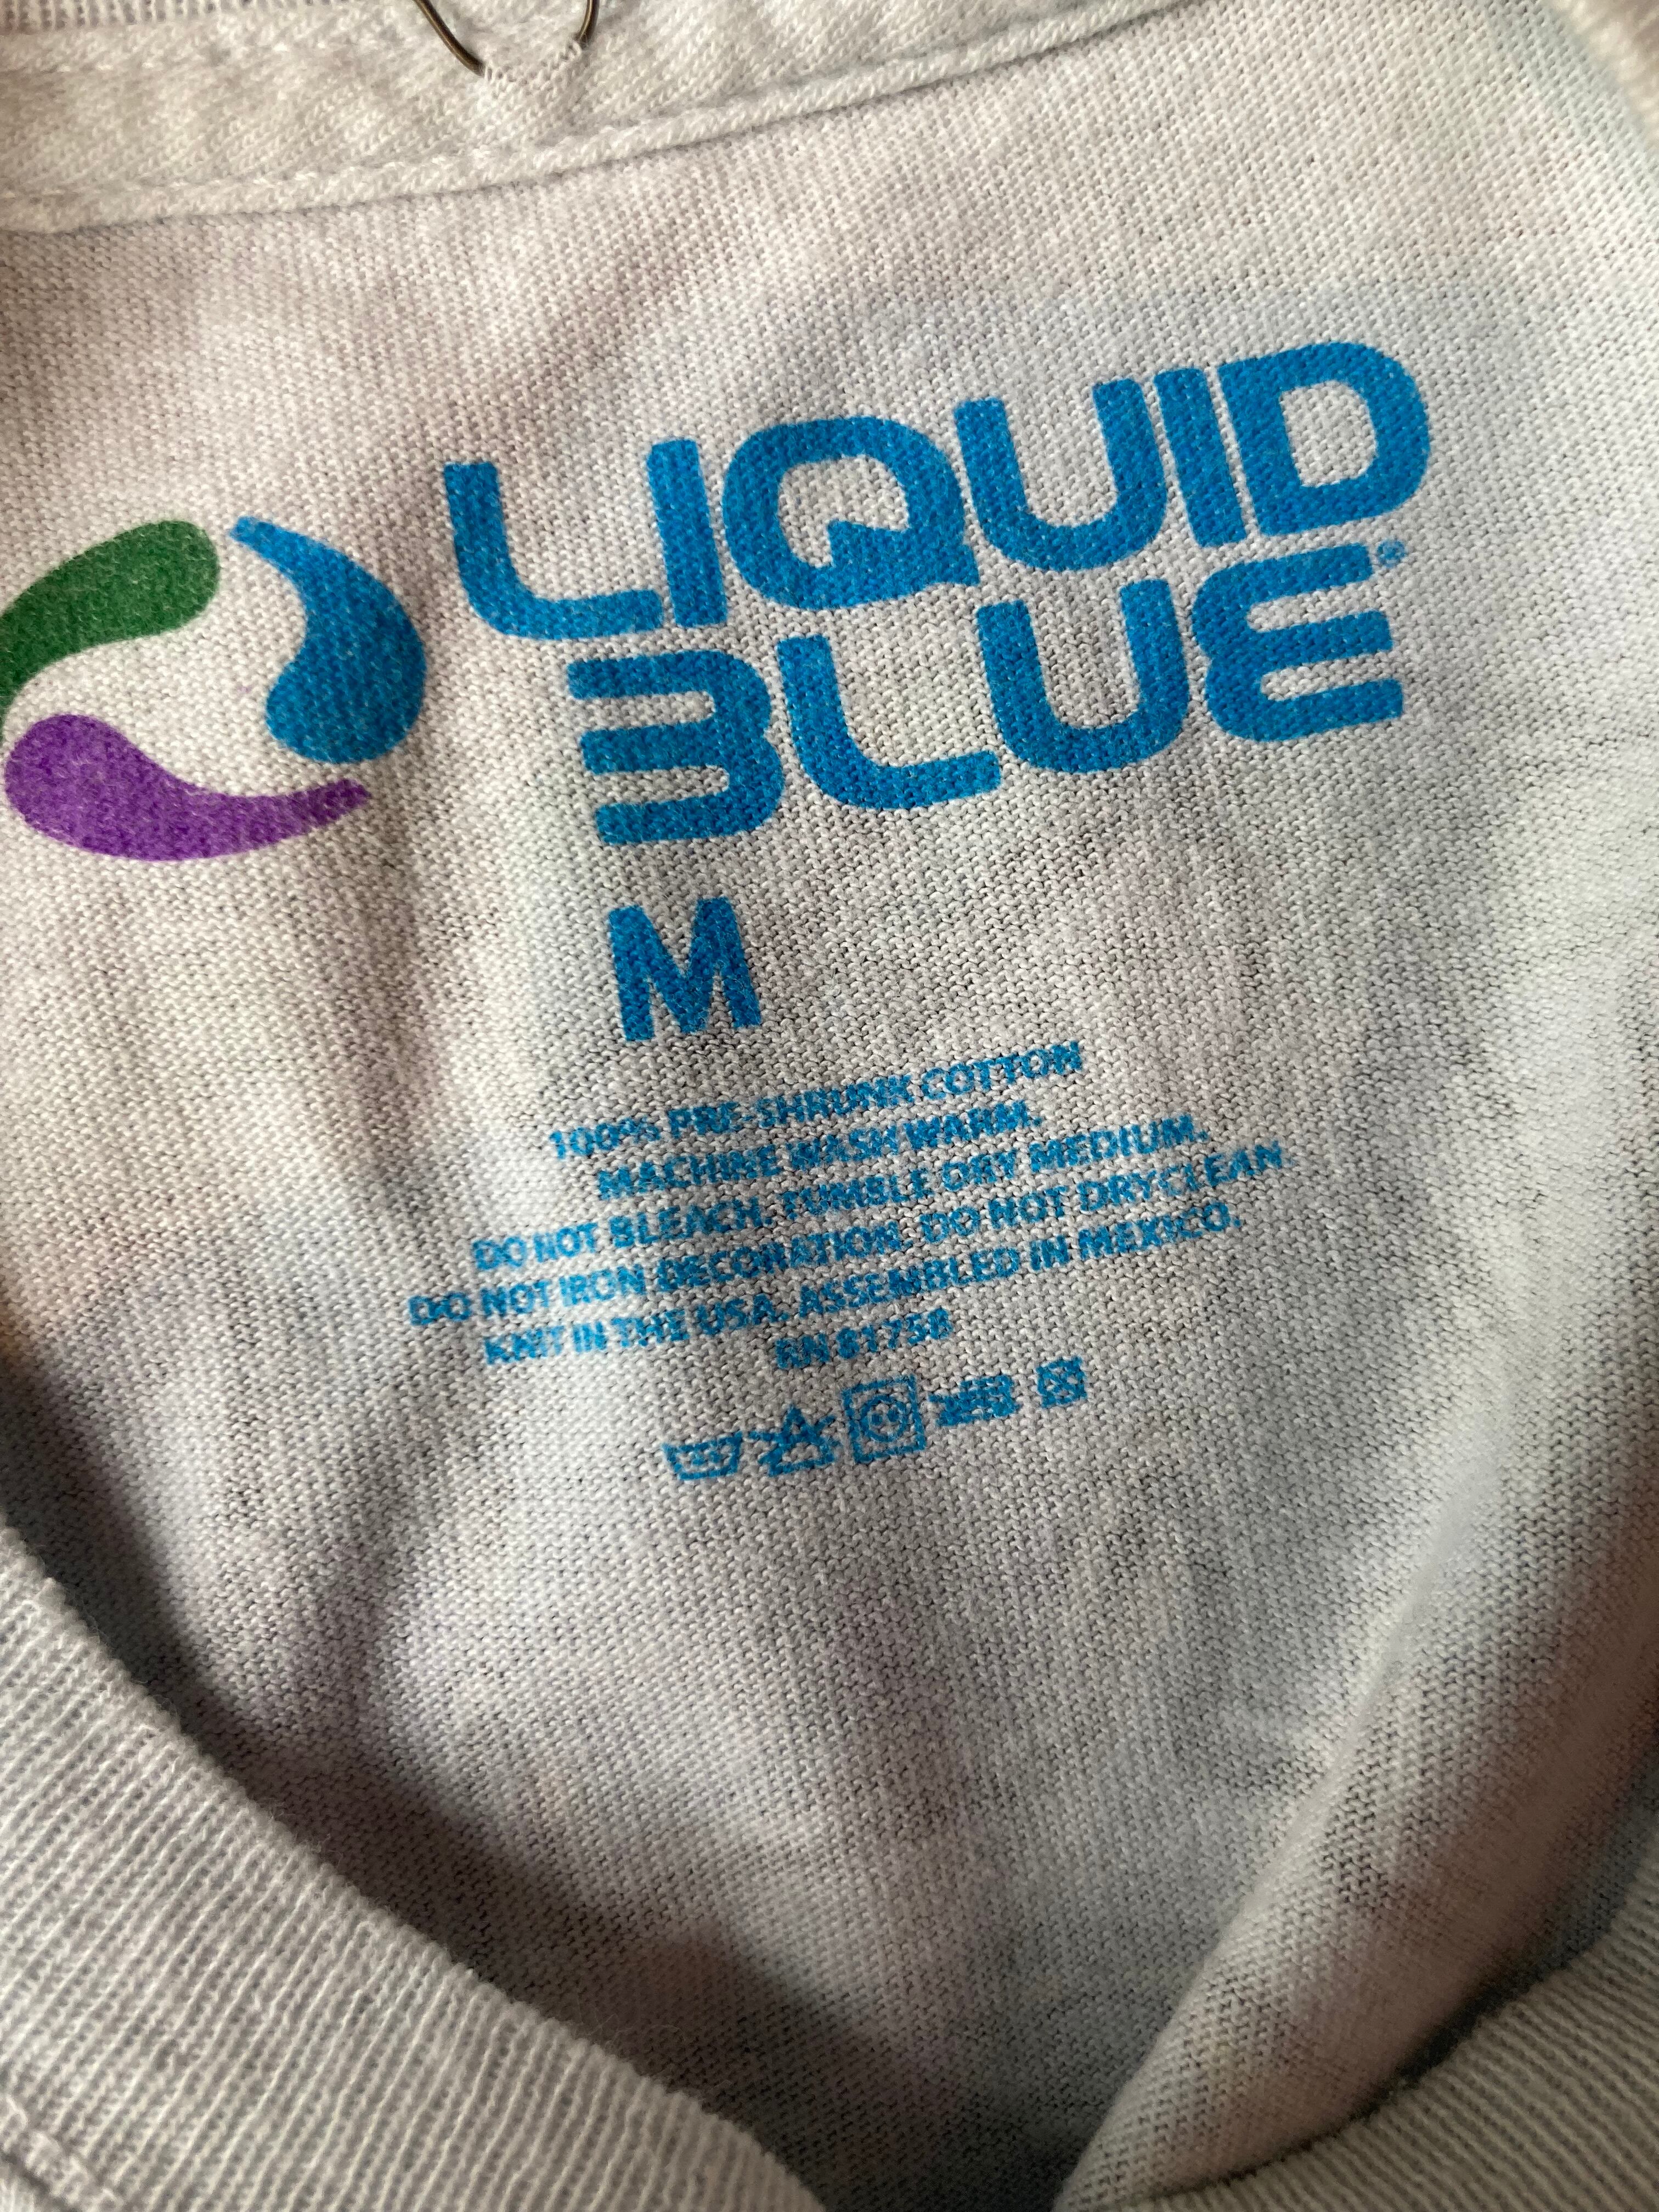 LIQUID
BLUE®
M
100% PRE-SHRUNK COTTON
MACHINE WASH WARM.
DO NOT BLEACH. TUMBLE DRY MEDIUM.
DO NOT IRON DECORATION. DO NOT DRYCLEAN.
KNIT IN THE USA. ASSEMBLED IN MEXICO.
RN 81758